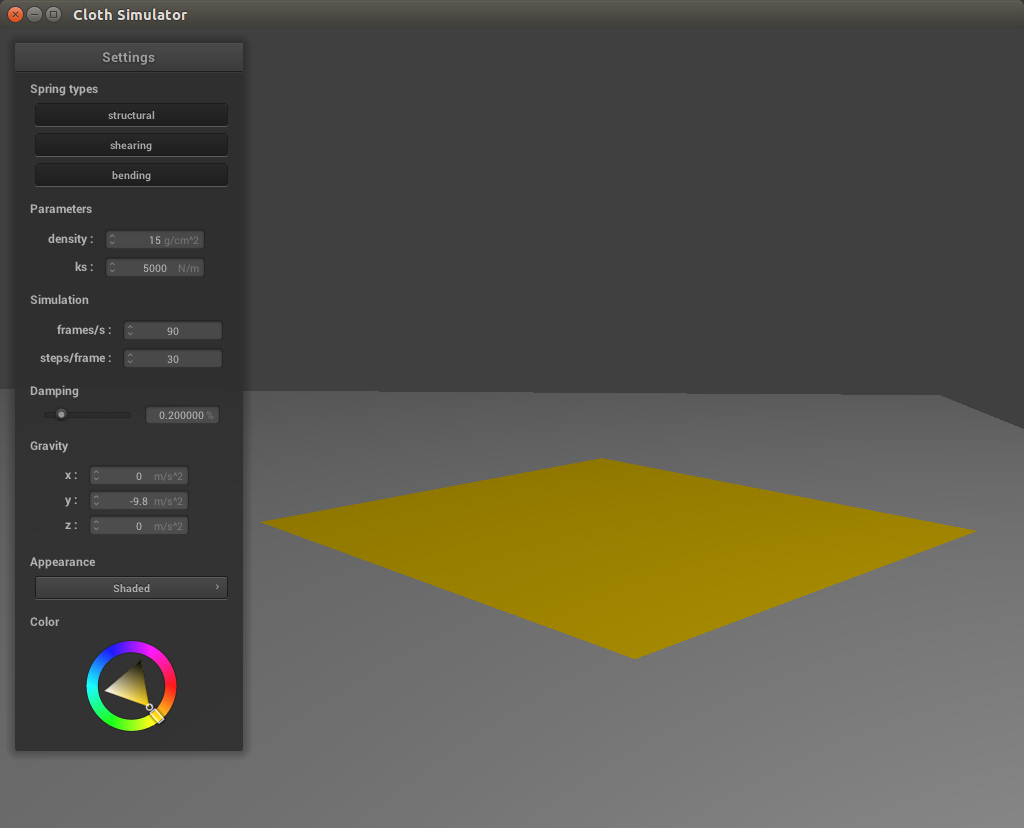 Cloth Simulator
Settings
Spring types
structural
shearing
bending
Parameters
density : 15 g/cm^2
ks : 5000 N/m
Simulation
frames/s : 90
steps/frame : 30
Damping
0.200000 %
Gravity
x : 0 m/s^2
y : -9.8 m/s^2
z : 0 m/s^2
Appearance
Shaded
Color